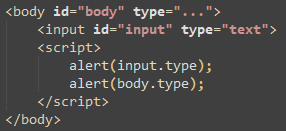 <body id="body" type="...">
<input id="input" type="text">
<script>
alert(input.type);
alert(body.type);
</script>
</body>